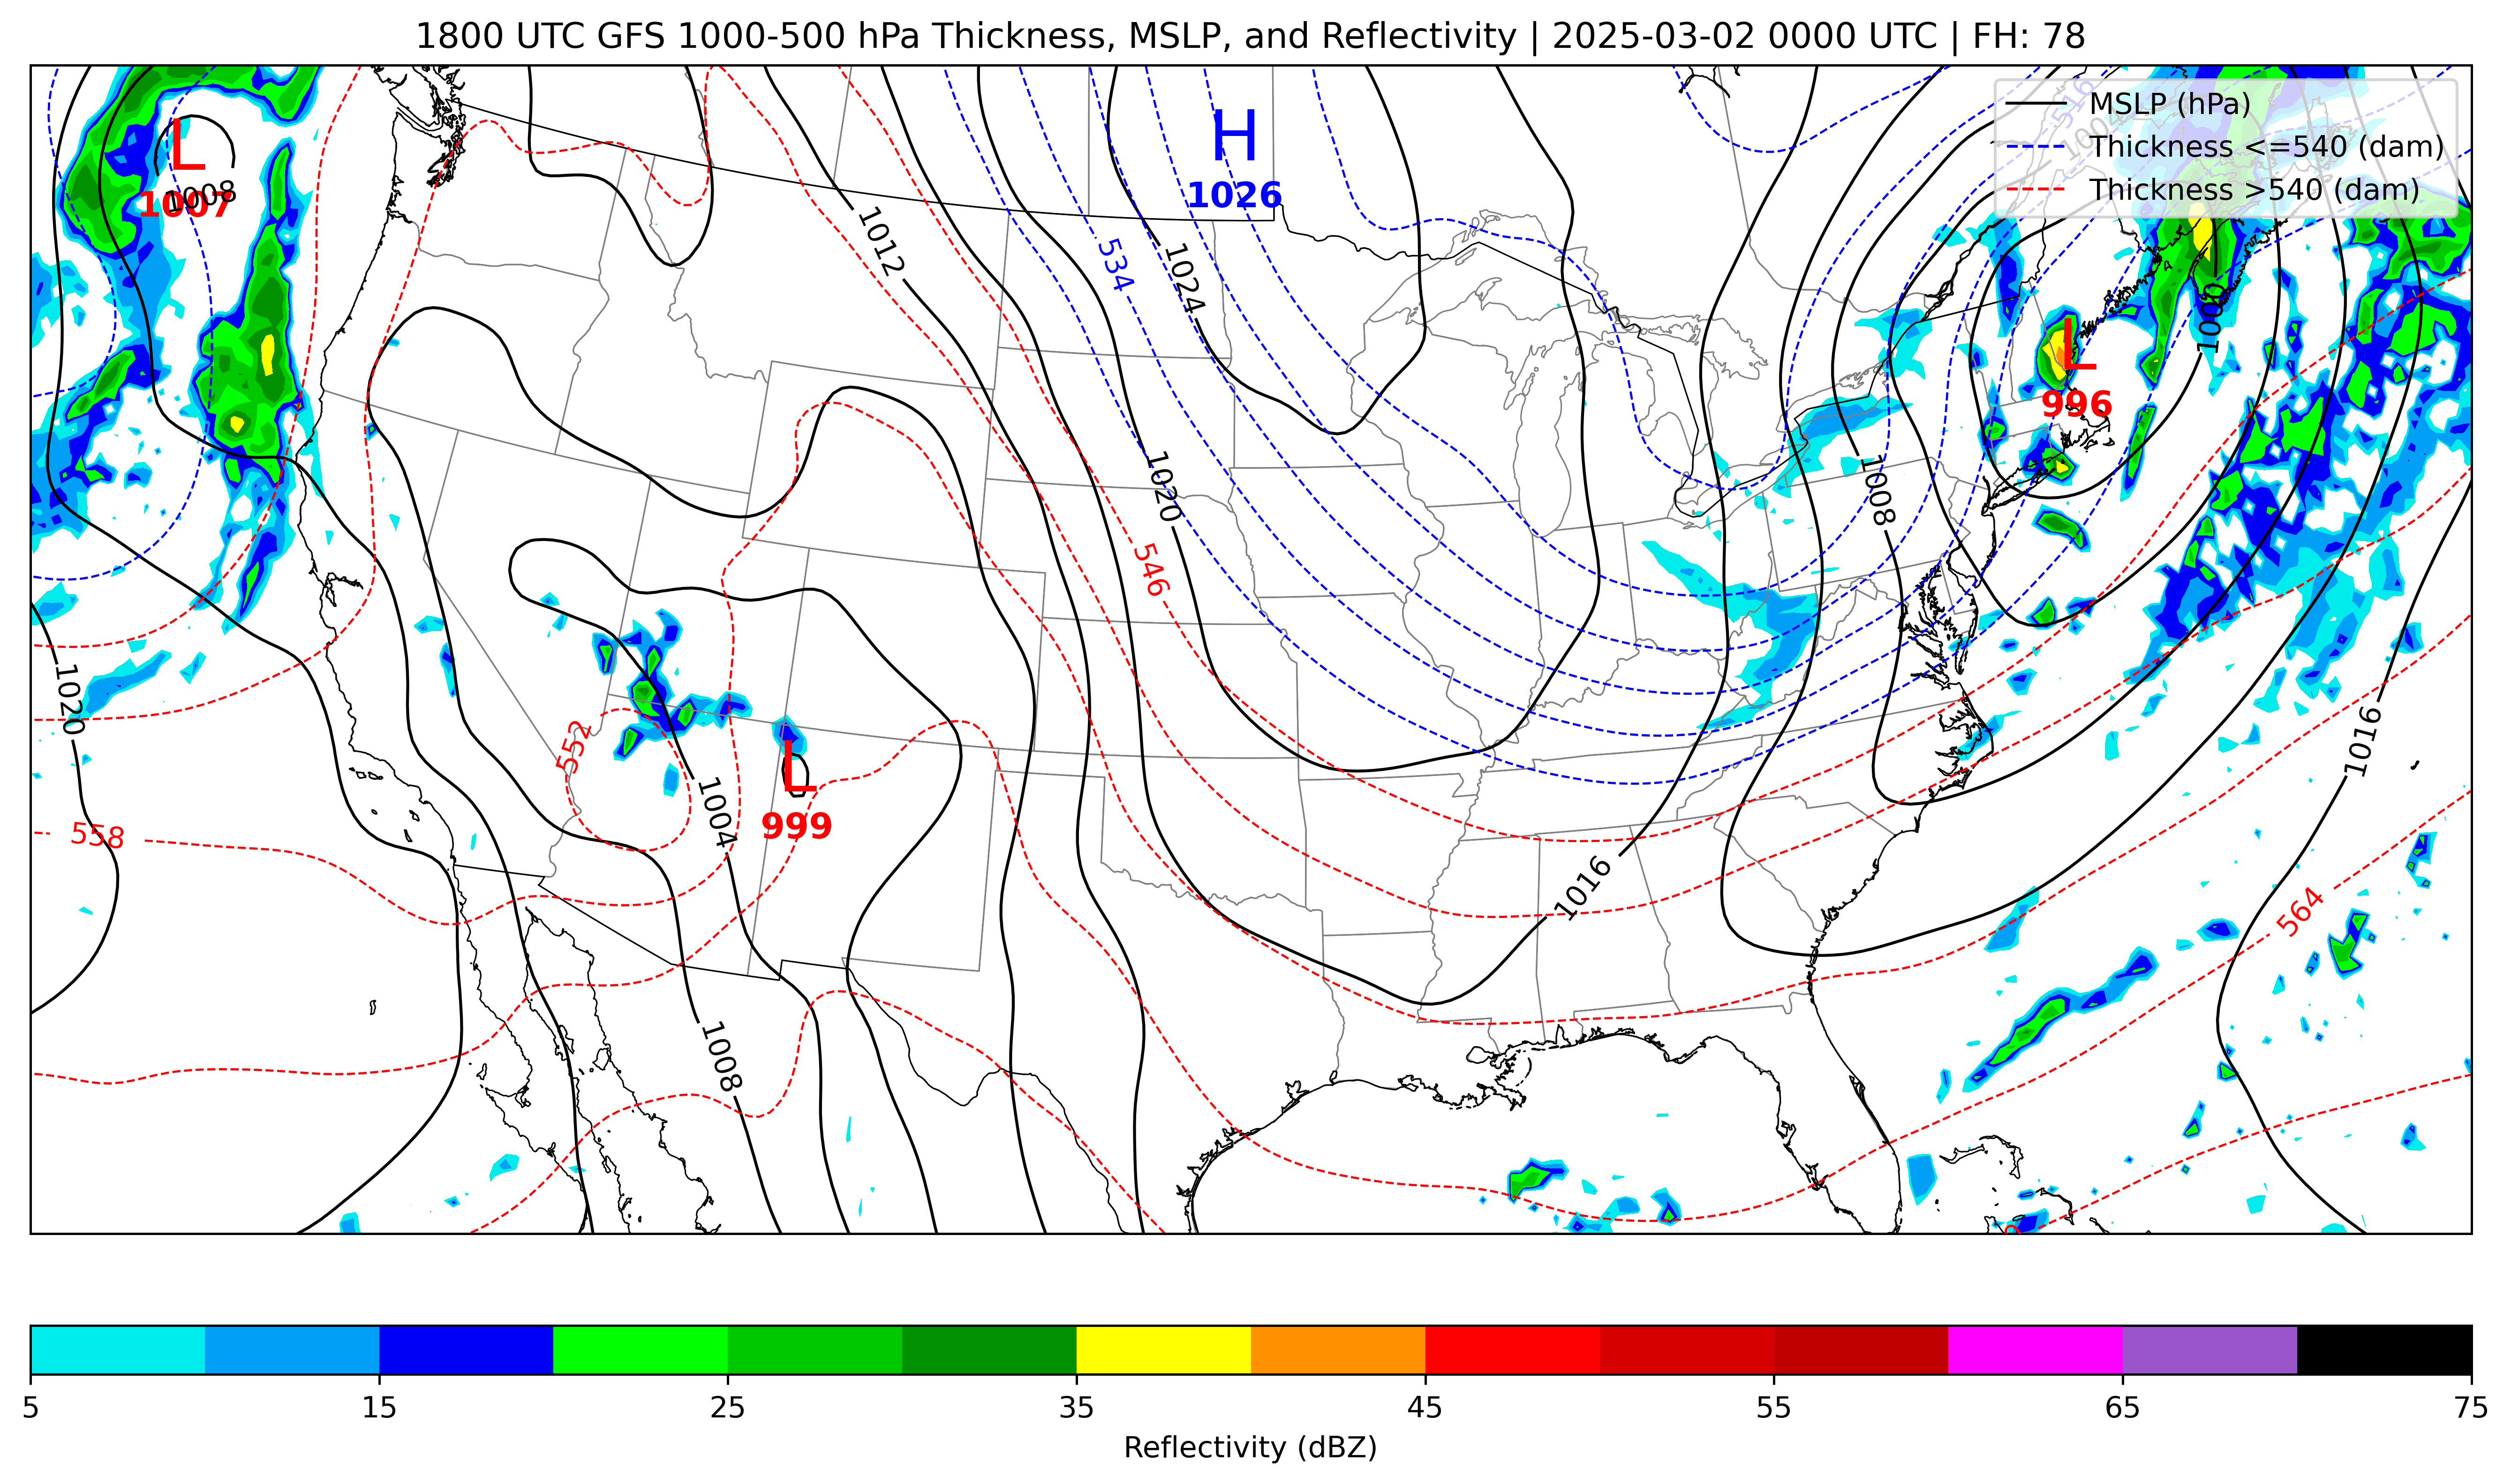 1800 UTC GFS 1000-500 hPa Thickness, MSLP, and Reflectivity | 2025-03-02 0000 UTC | FH: 78
MSLP (hPa)
Thickness <=540 (dam)
Thickness >540 (dam)
516
L
1007
1008
H
1026
1012
534
1024
1000
L
996
1020
1008
546
1020
552
L
999
1004
1016
558
1016
564
1008
5 15 25 35 45 55 65 75
Reflectivity (dBZ)